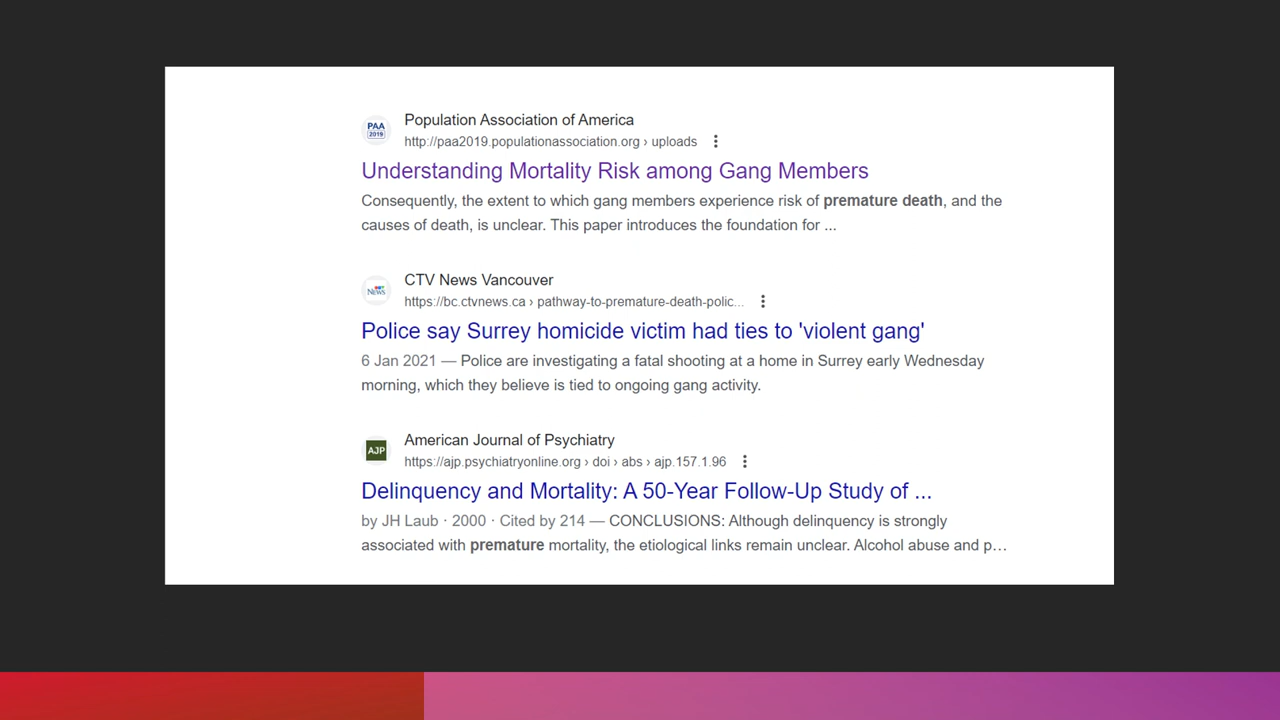 Population Association of America
PAA
2019
http://paa2019.populationassociation.org › uploads
Understanding Mortality Risk among Gang Members
Consequently, the extent to which gang members experience risk of premature death, and the
causes of death, is unclear. This paper introduces the foundation for ...
CTV News Vancouver
NEWS
https://bc.ctvnews.ca › pathway-to-premature-death-polic...
Police say Surrey homicide victim had ties to 'violent gang'
6 Jan 2021 — Police are investigating a fatal shooting at a home in Surrey early Wednesday
morning, which they believe is tied to ongoing gang activity.
American Journal of Psychiatry
AJP
https://ajp.psychiatryonline.org › doi › abs › ajp.157.1.96
Delinquency and Mortality: A 50-Year Follow-Up Study of ...
by JH Laub · 2000 · Cited by 214 — CONCLUSIONS: Although delinquency is strongly
associated with premature mortality, the etiological links remain unclear. Alcohol abuse and p…